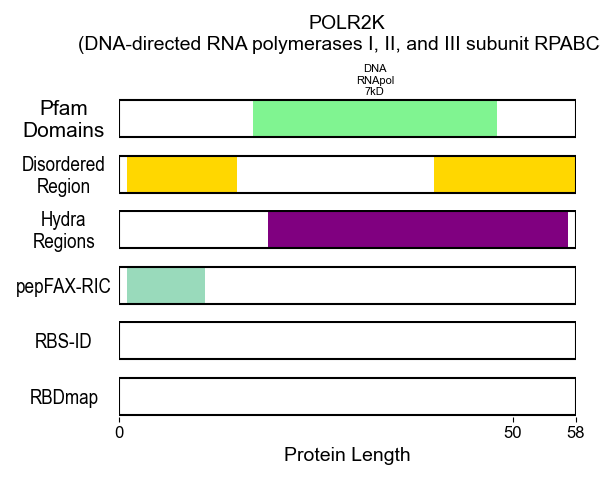 POLR2K
(DNA-directed RNA polymerases I, II, and III subunit RPABC
DNA
RNApol
7kD
Pfam
Domains
Disordered
Region
Hydra
Regions
pepFAX-RIC
RBS-ID
RBDmap
0
50
58
Protein Length